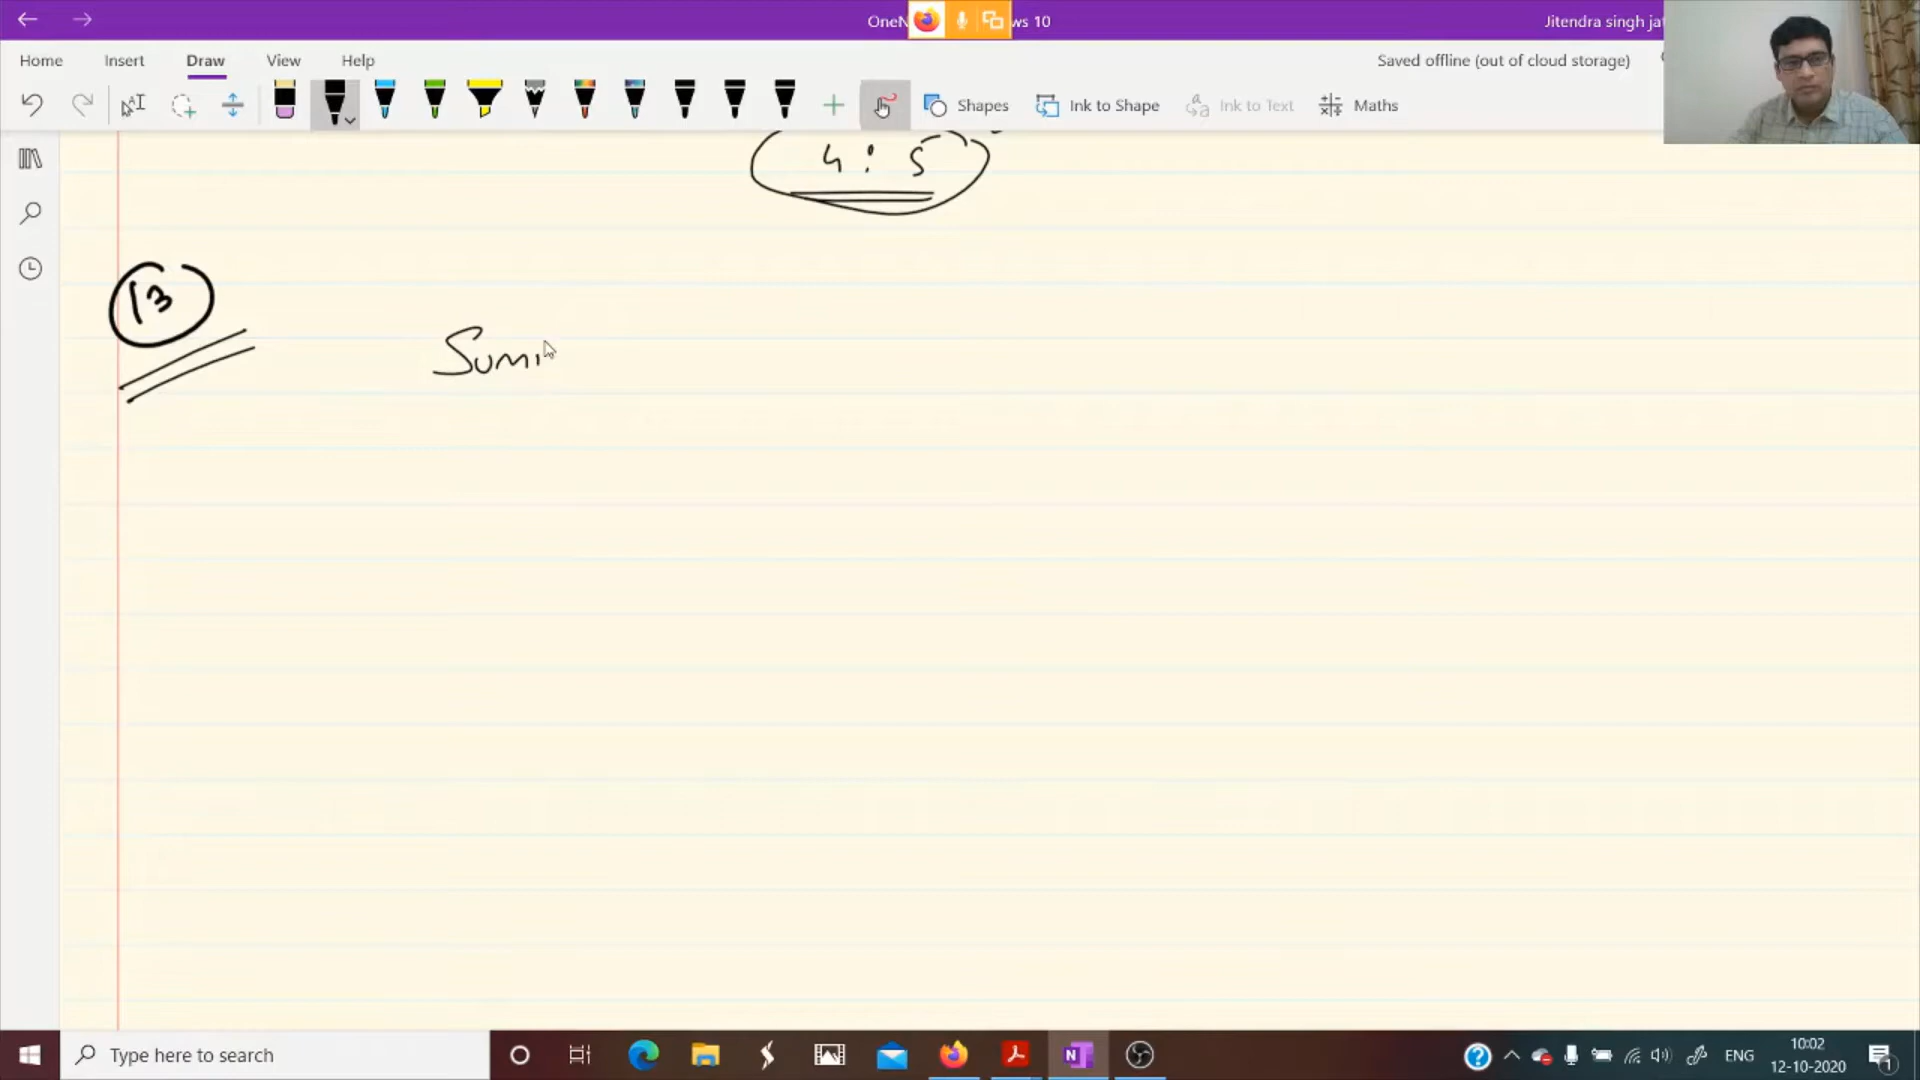 OneN ws 10
Jitendra singh jat
Home Insert Draw View Help
Saved offline (out of cloud storage)
Shapes Ink to Shape Ink to Text Maths
4 : 5
13
Sumi
Type here to search
ENG
10:02
12-10-2020
1